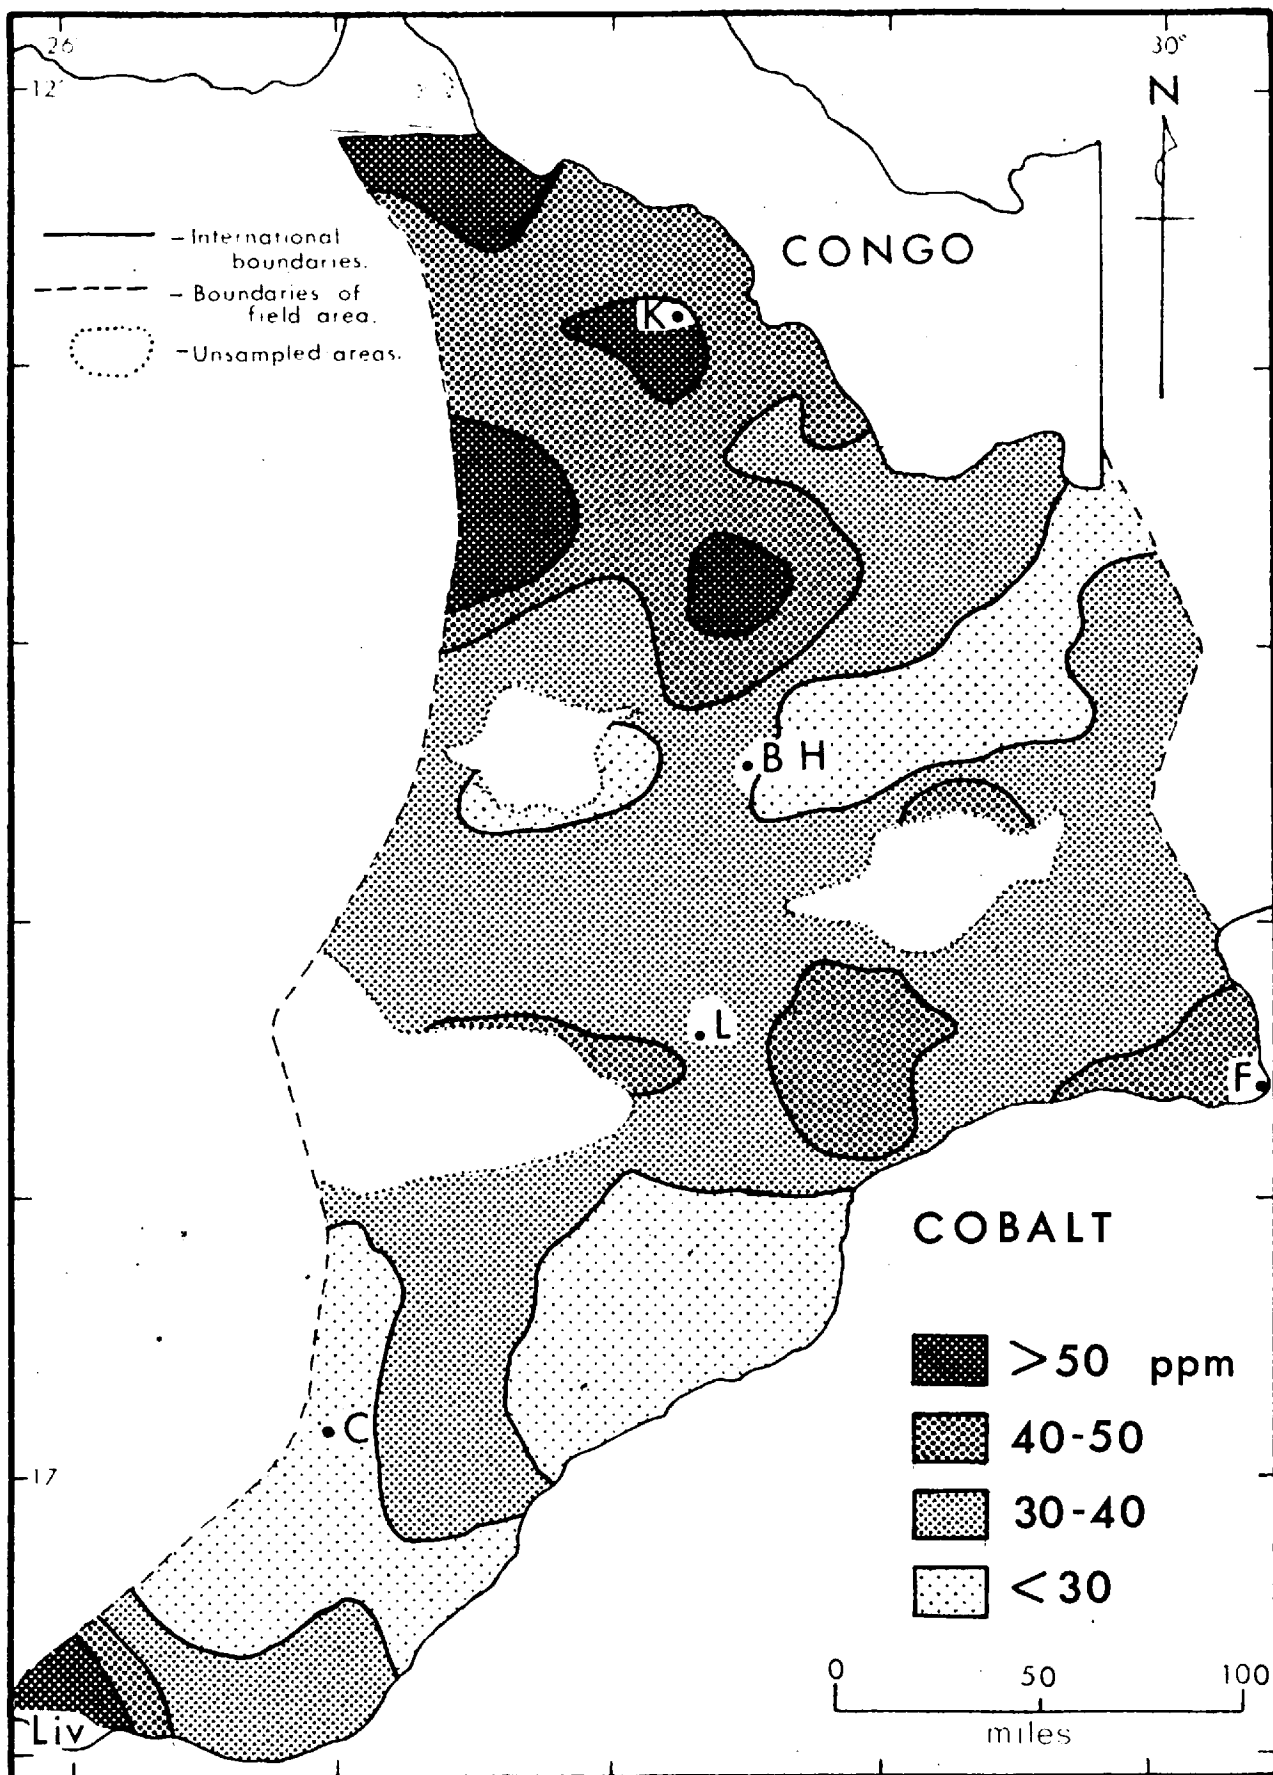 26
30°
12°
N
– International
boundaries.
CONGO
– Boundaries of
field area.
K
– Unsampled areas.
B H
L
F
COBALT
>50 ppm
C
40-50
17
30-40
<30
0 50 100
miles
Liv